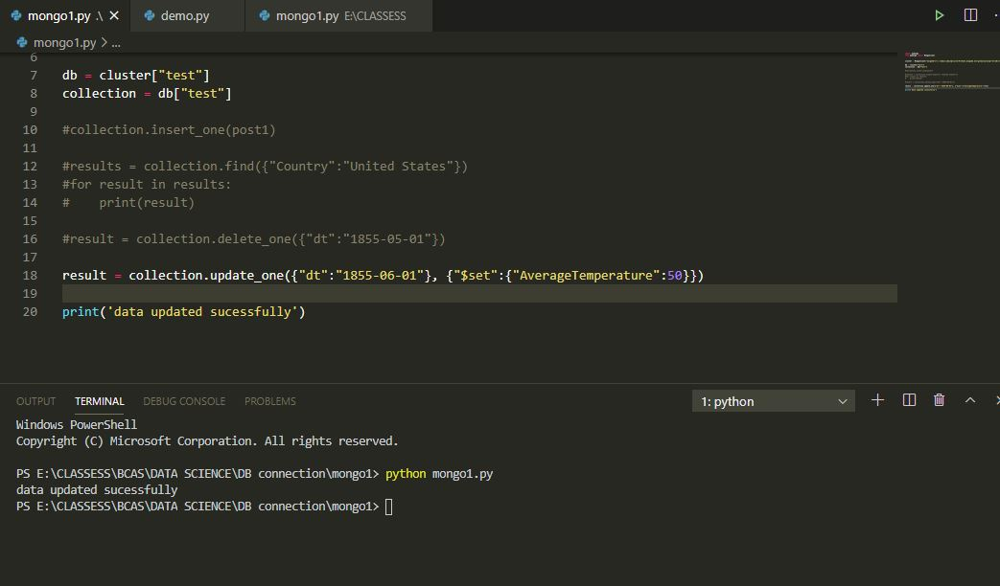 mongo1.py .\ demo.py mongo1.py E:\CLASSESS
mongo1.py > ...
6
7 db = cluster["test"]
8 collection = db["test"]
9
10 #collection.insert_one(post1)
11
12 #results = collection.find({"Country":"United States"})
13 #for result in results:
14 #    print(result)
15
16 #result = collection.delete_one({"dt":"1855-05-01"})
17
18 result = collection.update_one({"dt":"1855-06-01"}, {"$set":{"AverageTemperature":50}})
19
20 print('data updated sucessfully')
OUTPUT TERMINAL DEBUG CONSOLE PROBLEMS 1: python
Windows PowerShell
Copyright (C) Microsoft Corporation. All rights reserved.
PS E:\CLASSESS\BCAS\DATA SCIENCE\DB connection\mongo1> python mongo1.py
data updated sucessfully
PS E:\CLASSESS\BCAS\DATA SCIENCE\DB connection\mongo1>